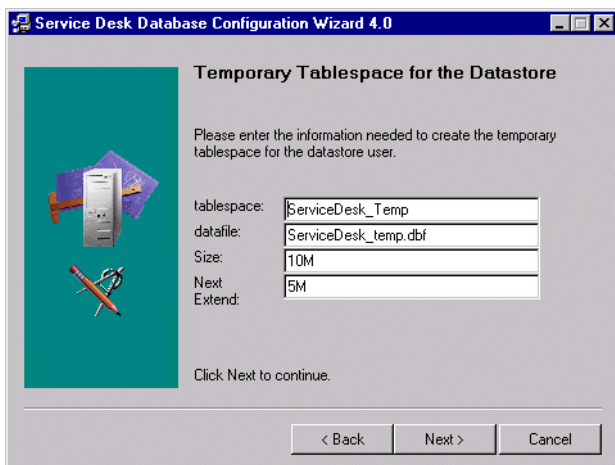 Service Desk Database Configuration Wizard 4.0
Temporary Tablespace for the Datastore
Please enter the information needed to create the temporary
tablespace for the datastore user.
tablespace: ServiceDesk_Temp
datafile: ServiceDesk_temp.dbf
Size: 10M
Next 5M
Extend:
Click Next to continue.
< Back Next > Cancel